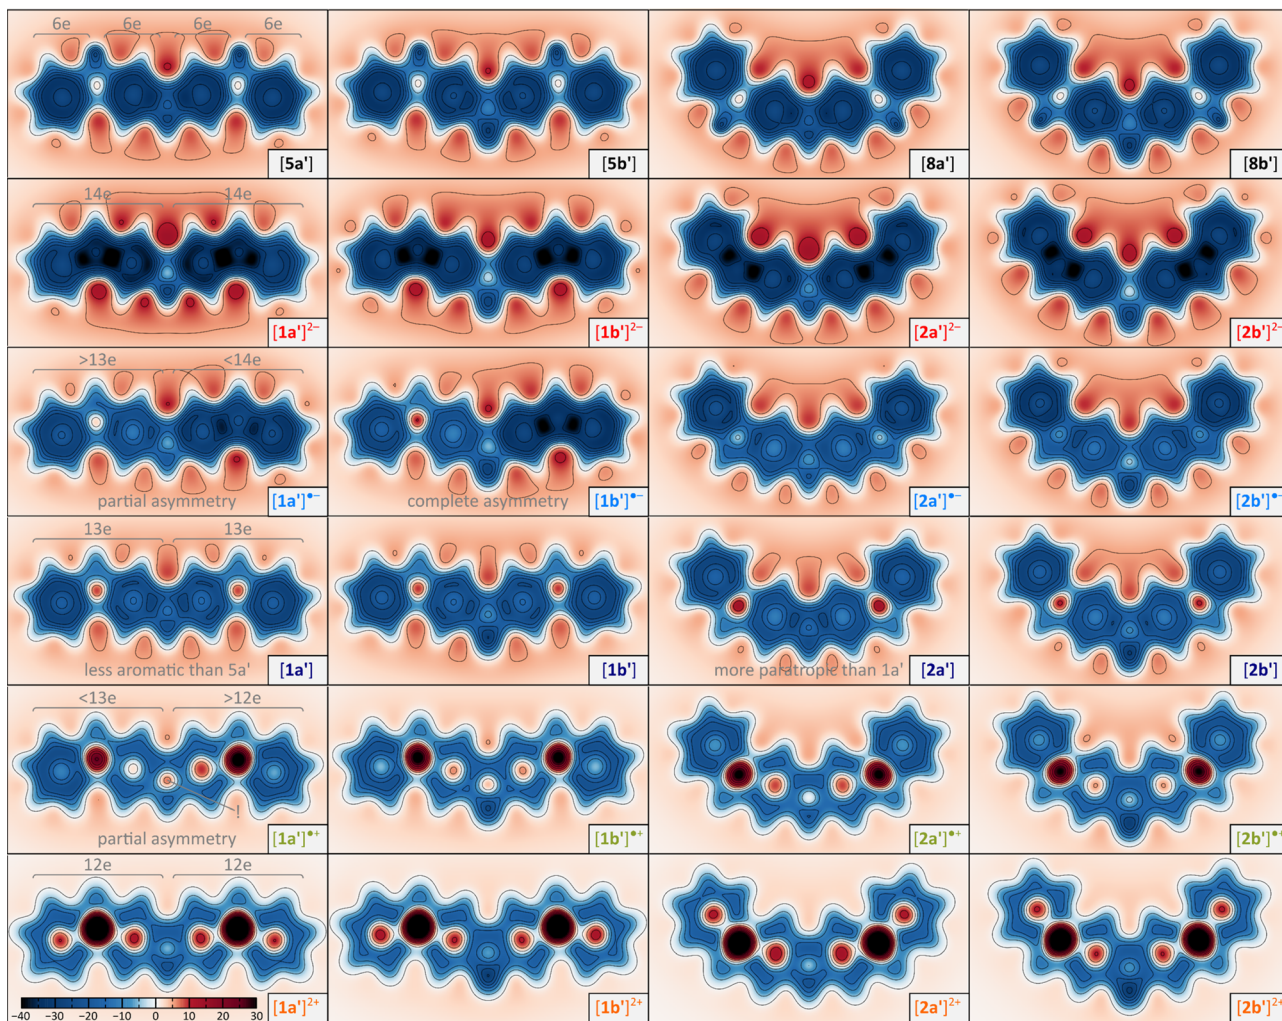 6e 6e 6e 6e
[5a'] [5b'] [8a'] [8b']
14e 14e
[1a']²⁻ [1b']²⁻ [2a']²⁻ [2b']²⁻
>13e <14e
partial asymmetry complete asymmetry
[1a']•⁻ [1b']•⁻ [2a']•⁻ [2b']•⁻
13e 13e
less aromatic than 5a' [1a'] [1b'] more paratropic than 1a' [2a'] [2b']
<13e >12e
!
partial asymmetry [1a']•⁺ [1b']•⁺ [2a']•⁺ [2b']•⁺
12e 12e
−40 −30 −20 −10 0 10 20 30
[1a']²⁺ [1b']²⁺ [2a']²⁺ [2b']²⁺